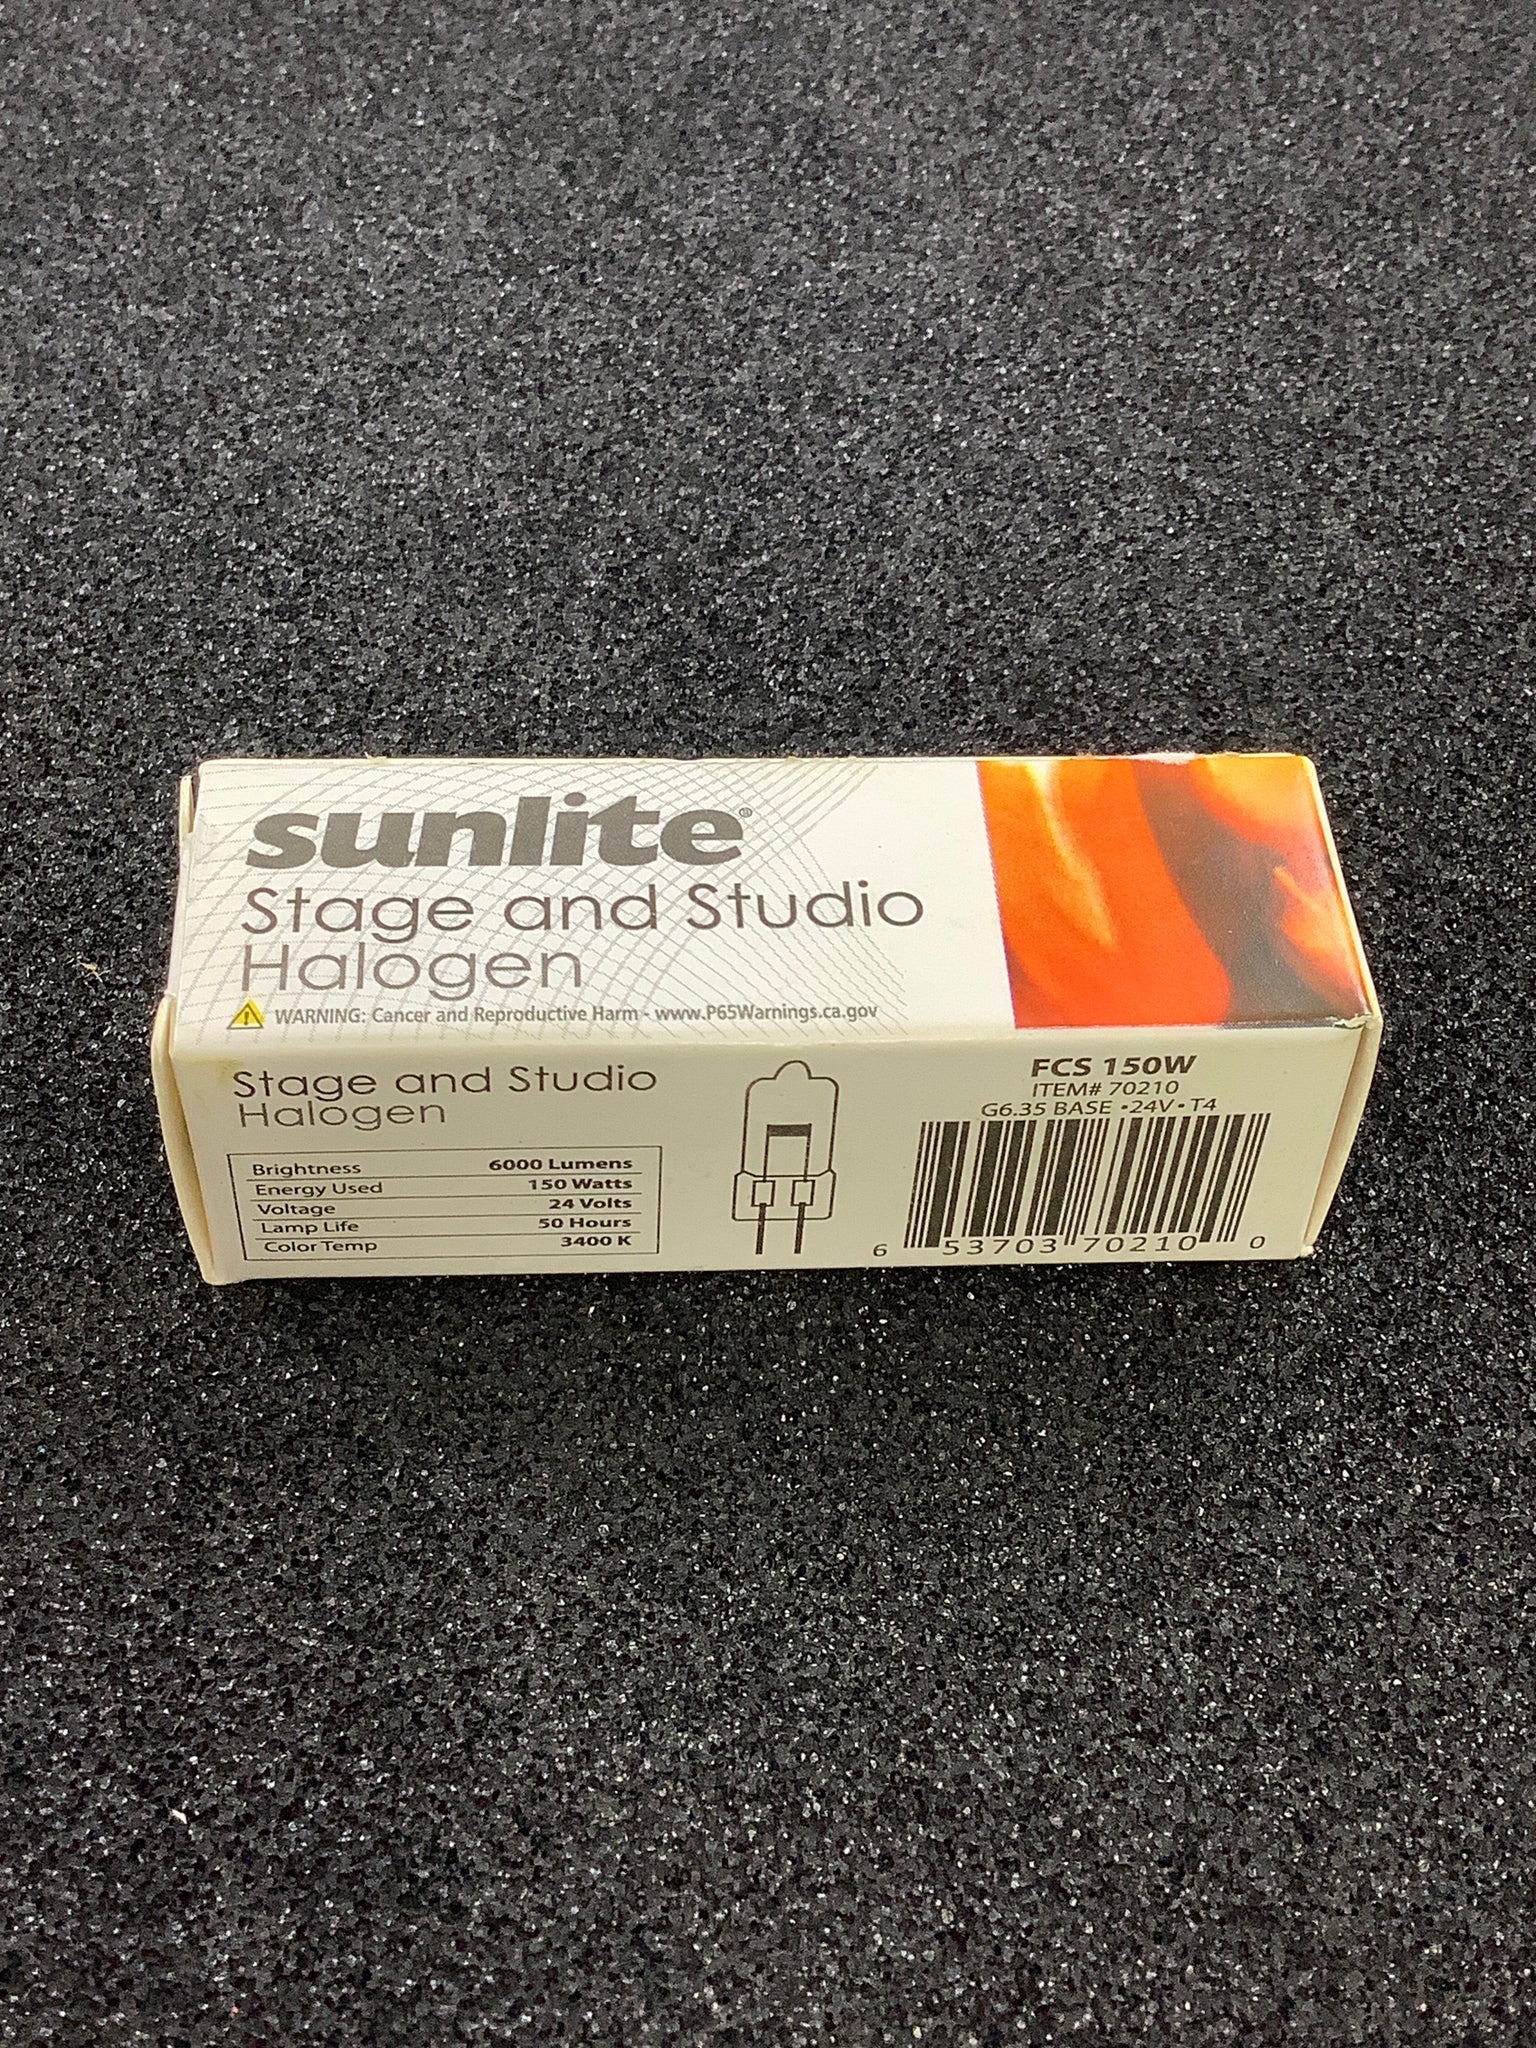 sunlite®
Stage and Studio
Halogen
WARNING: Cancer and Reproductive Harm - www.P65Warnings.ca.gov
Stage and Studio
Halogen
Brightness 6000 Lumens
Energy Used 150 Watts
Voltage 24 Volts
Lamp Life 50 Hours
Color Temp 3400 K
FCS 150W
ITEM# 70210
G6.35 BASE •24V• T4
6 53703 70210 0